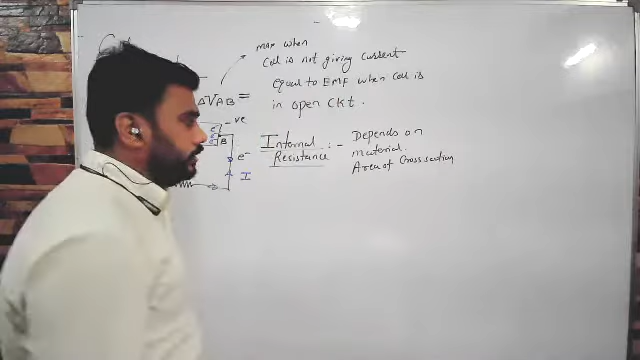 max when
Cell is not giving current
equal to EMF when Cell is
ΔVAB =
in open Ckt.
- ve
B
e-
I
Internal :- Depends on
Resistance material.
Area of Cross section